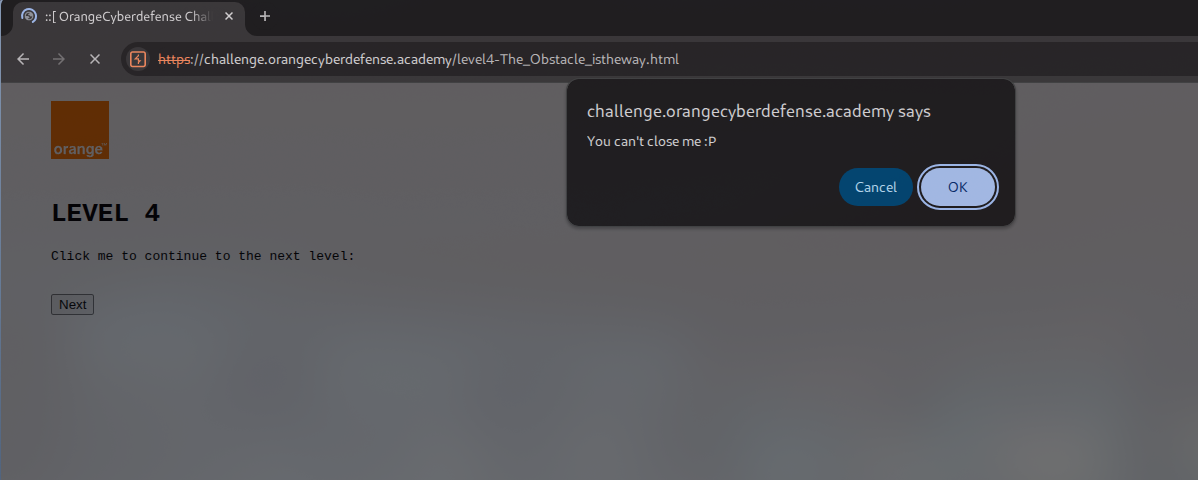 ::[ OrangeCyberdefense Chal
https://challenge.orangecyberdefense.academy/level4-The_Obstacle_istheway.html
challenge.orangecyberdefense.academy says
You can't close me :P
Cancel OK
orange™
LEVEL 4
Click me to continue to the next level:
Next